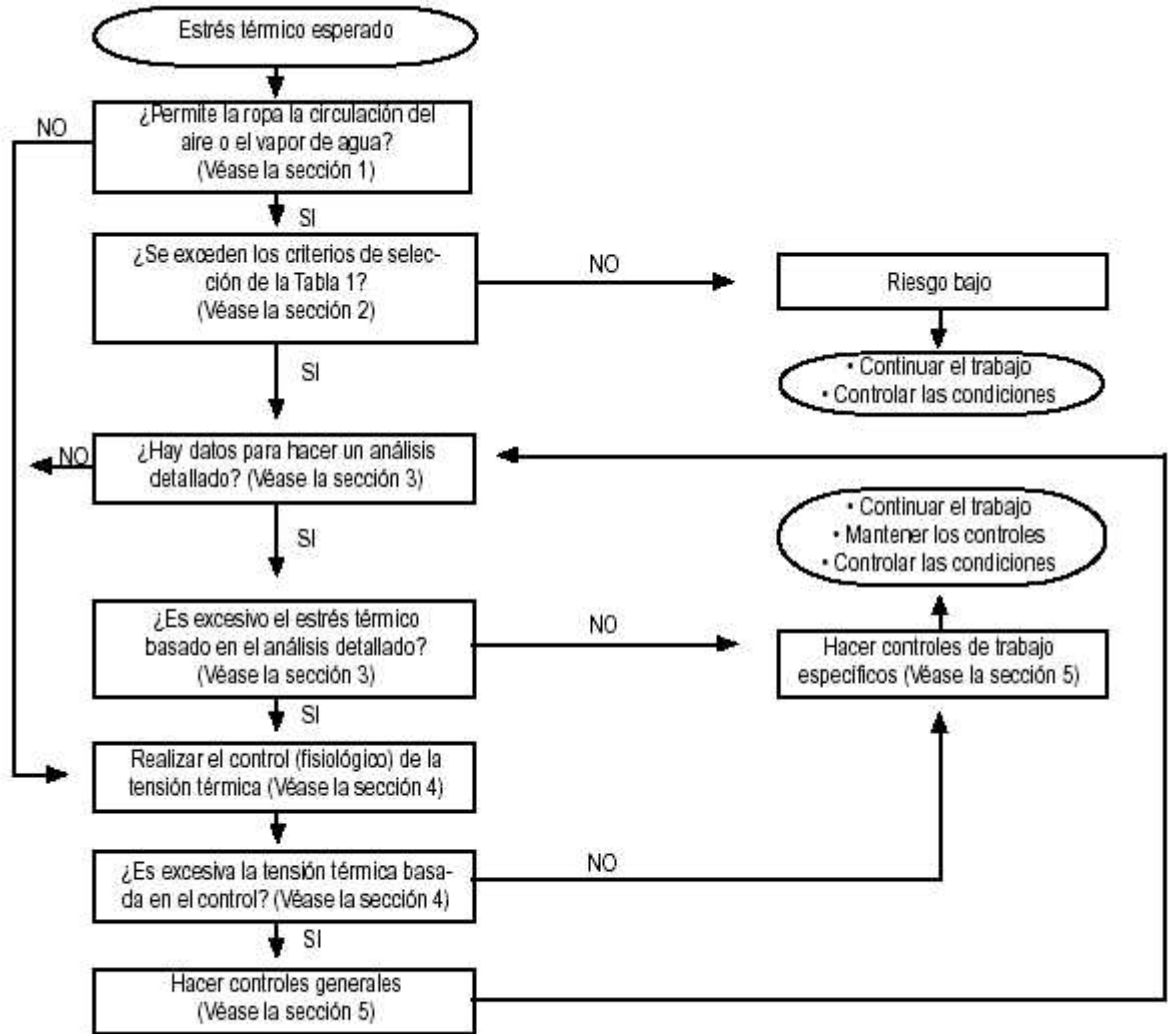 Estrés térmico esperado
¿Permite la ropa la circulación del
aire o el vapor de agua?
(Véase la sección 1)
NO
SI
¿Se exceden los criterios de selec-
ción de la Tabla 1?
(Véase la sección 2)
NO
Riesgo bajo
• Continuar el trabajo
• Controlar las condiciones
SI
¿Hay datos para hacer un análisis
detallado? (Véase la sección 3)
NO
SI
• Continuar el trabajo
• Mantener los controles
• Controlar las condiciones
¿Es excesivo el estrés térmico
basado en el análisis detallado?
(Véase la sección 3)
NO
Hacer controles de trabajo
específicos (Véase la sección 5)
SI
Realizar el control (fisiológico) de la
tensión térmica (Véase la sección 4)
¿Es excesiva la tensión térmica basa-
da en el control? (Véase la sección 4)
NO
SI
Hacer controles generales
(Véase la sección 5)